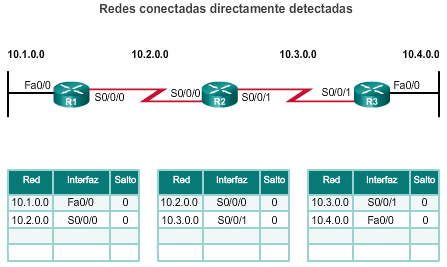 Redes conectadas directamente detectadas
10.1.0.0 10.2.0.0 10.3.0.0 10.4.0.0
Fa0/0 R1 S0/0/0 S0/0/0 R2 S0/0/1 S0/0/1 R3 Fa0/0
Red Interfaz Salto
10.1.0.0 Fa0/0 0
10.2.0.0 S0/0/0 0
Red Interfaz Salto
10.2.0.0 S0/0/0 0
10.3.0.0 S0/0/1 0
Red Interfaz Salto
10.3.0.0 S0/0/1 0
10.4.0.0 Fa0/0 0